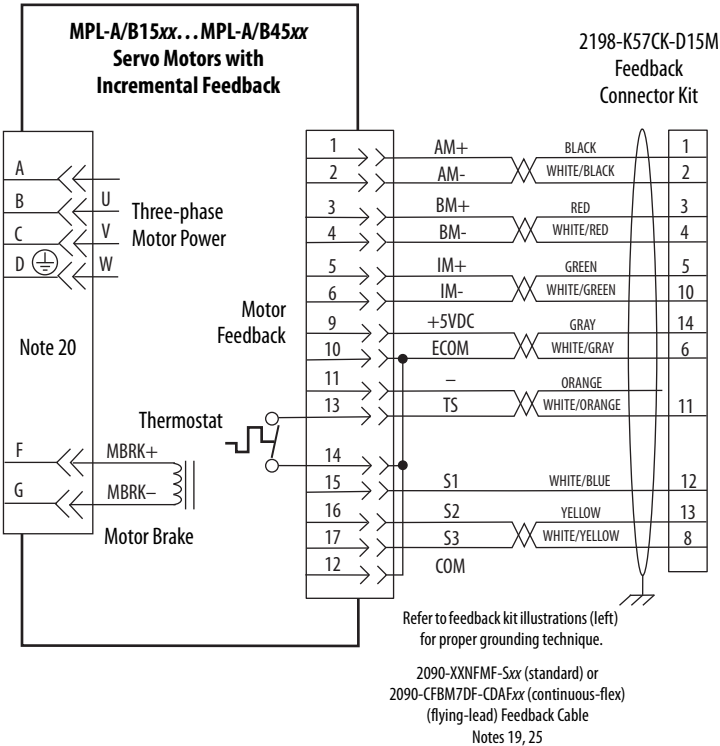 MPL-A/B15xx...MPL-A/B45xx
Servo Motors with
Incremental Feedback
2198-K57CK-D15M
Feedback
Connector Kit
A
B
C
D
U
V
W
Three-phase
Motor Power
Note 20
Motor
Feedback
Thermostat
F
G
MBRK+
MBRK–
Motor Brake
1 AM+ BLACK 1
2 AM- WHITE/BLACK 2
3 BM+ RED 3
4 BM- WHITE/RED 4
5 IM+ GREEN 5
6 IM- WHITE/GREEN 10
9 +5VDC GRAY 14
10 ECOM WHITE/GRAY 6
11 – ORANGE
13 TS WHITE/ORANGE 11
14
15 S1 WHITE/BLUE 12
16 S2 YELLOW 13
17 S3 WHITE/YELLOW 8
12 COM
Refer to feedback kit illustrations (left)
for proper grounding technique.
2090-XXNFMF-Sxx (standard) or
2090-CFBM7DF-CDAFxx (continuous-flex)
(flying-lead) Feedback Cable
Notes 19, 25